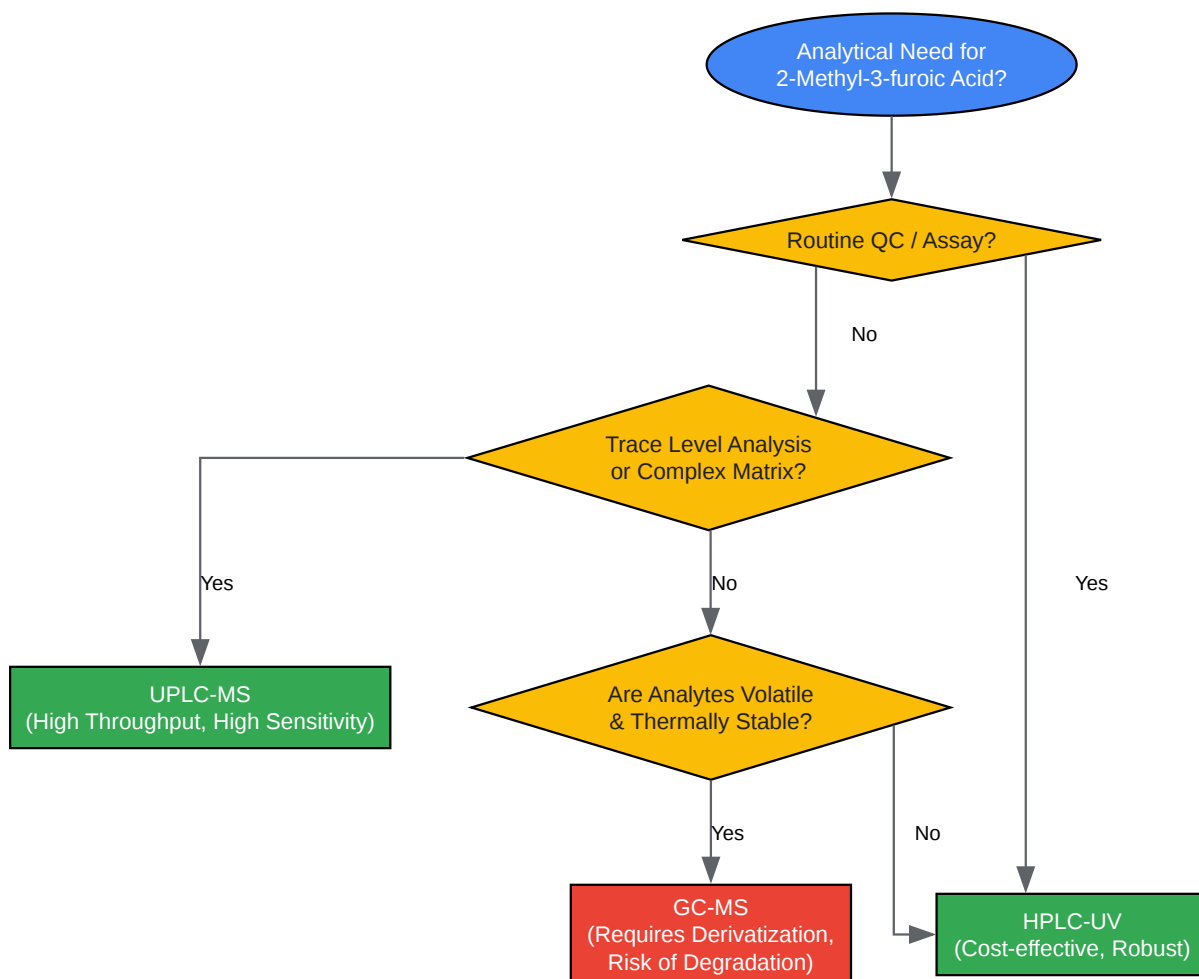 Analytical Need for
2-Methyl-3-furoic Acid?
Routine QC / Assay?
No
Trace Level Analysis
or Complex Matrix?
Yes
No
Yes
UPLC-MS
(High Throughput, High Sensitivity)
Are Analytes Volatile
& Thermally Stable?
Yes
No
GC-MS
(Requires Derivatization,
Risk of Degradation)
HPLC-UV
(Cost-effective, Robust)